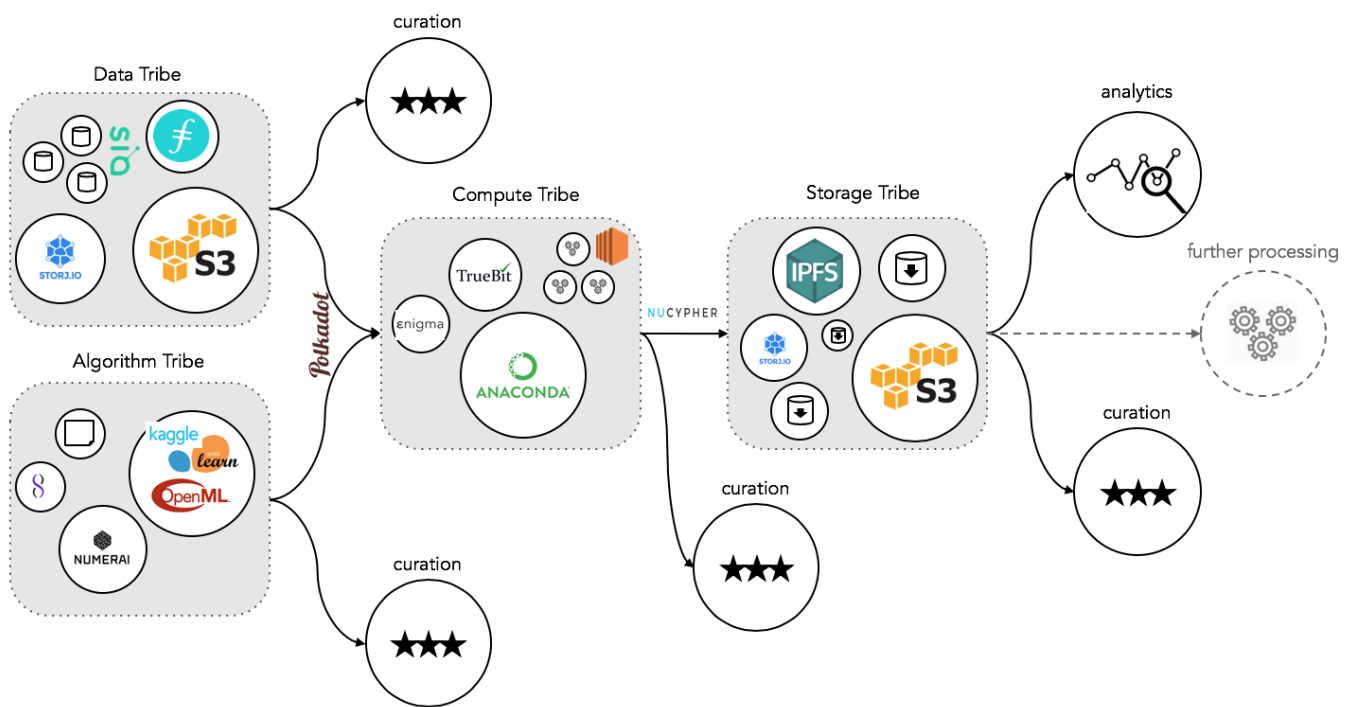 curation
Data Tribe
SIA
STORJ.IO
S3
Polkadot
Algorithm Tribe
kaggle
learn
OpenML
NUMERAI
curation
Compute Tribe
TrueBit
enigma
ANACONDA
NUCYPHER
curation
Storage Tribe
IPFS
STORJ.IO
S3
analytics
further processing
curation